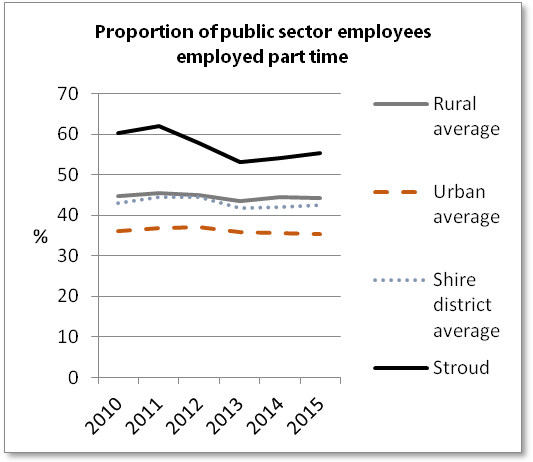 Proportion of public sector employees
employed part time
70
60
50
40
30
20
10
0
%
2010
2011
2012
2013
2014
2015
Rural
average
Urban
average
Shire
district
average
Stroud